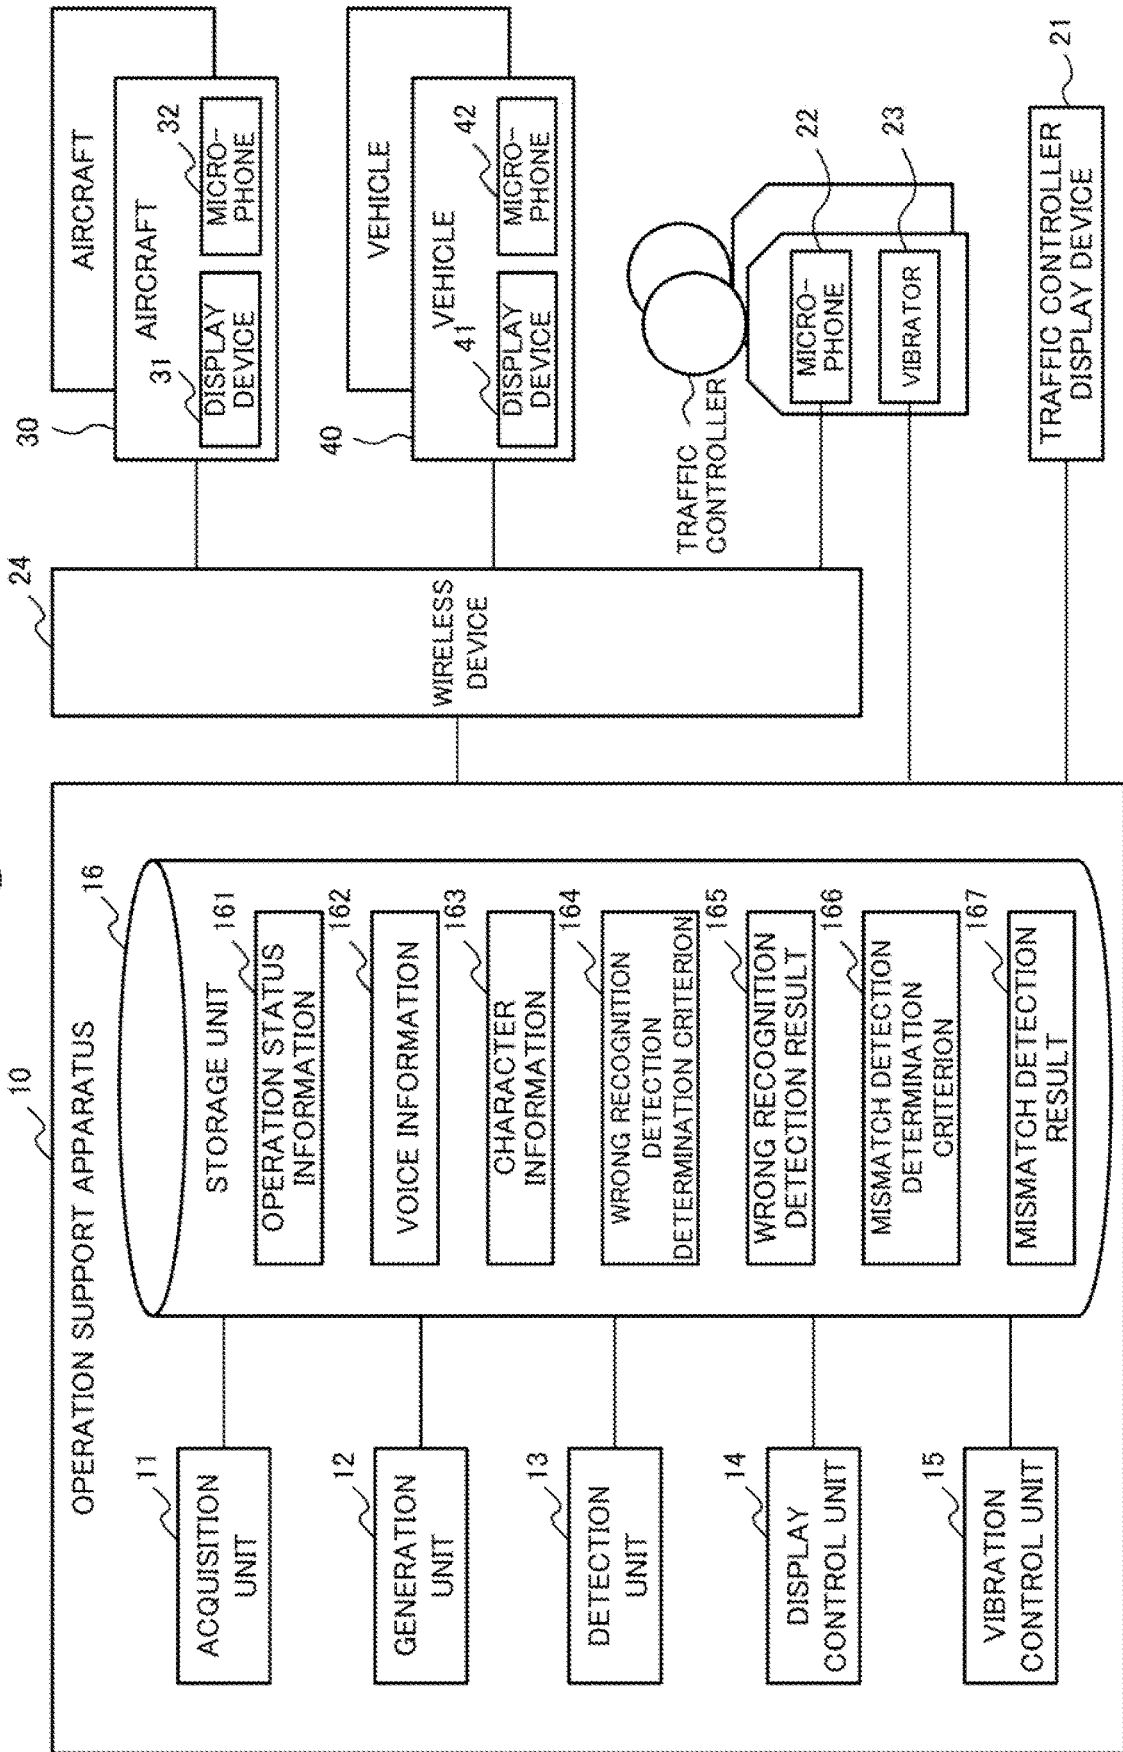 10
OPERATION SUPPORT APPARATUS
11
ACQUISITION
UNIT
12
GENERATION
UNIT
13
DETECTION
UNIT
14
DISPLAY
CONTROL UNIT
15
VIBRATION
CONTROL UNIT
16
STORAGE UNIT
161
OPERATION STATUS
INFORMATION
162
VOICE INFORMATION
163
CHARACTER
INFORMATION
164
WRONG RECOGNITION
DETECTION
DETERMINATION CRITERION
165
WRONG RECOGNITION
DETECTION RESULT
166
MISMATCH DETECTION
DETERMINATION
CRITERION
167
MISMATCH DETECTION
RESULT
24
WIRELESS
DEVICE
30
AIRCRAFT
AIRCRAFT
31
DISPLAY
DEVICE
32
MICRO-
PHONE
40
VEHICLE
VEHICLE
41
DISPLAY
DEVICE
42
MICRO-
PHONE
TRAFFIC
CONTROLLER
22
MICRO-
PHONE
23
VIBRATOR
21
TRAFFIC CONTROLLER
DISPLAY DEVICE